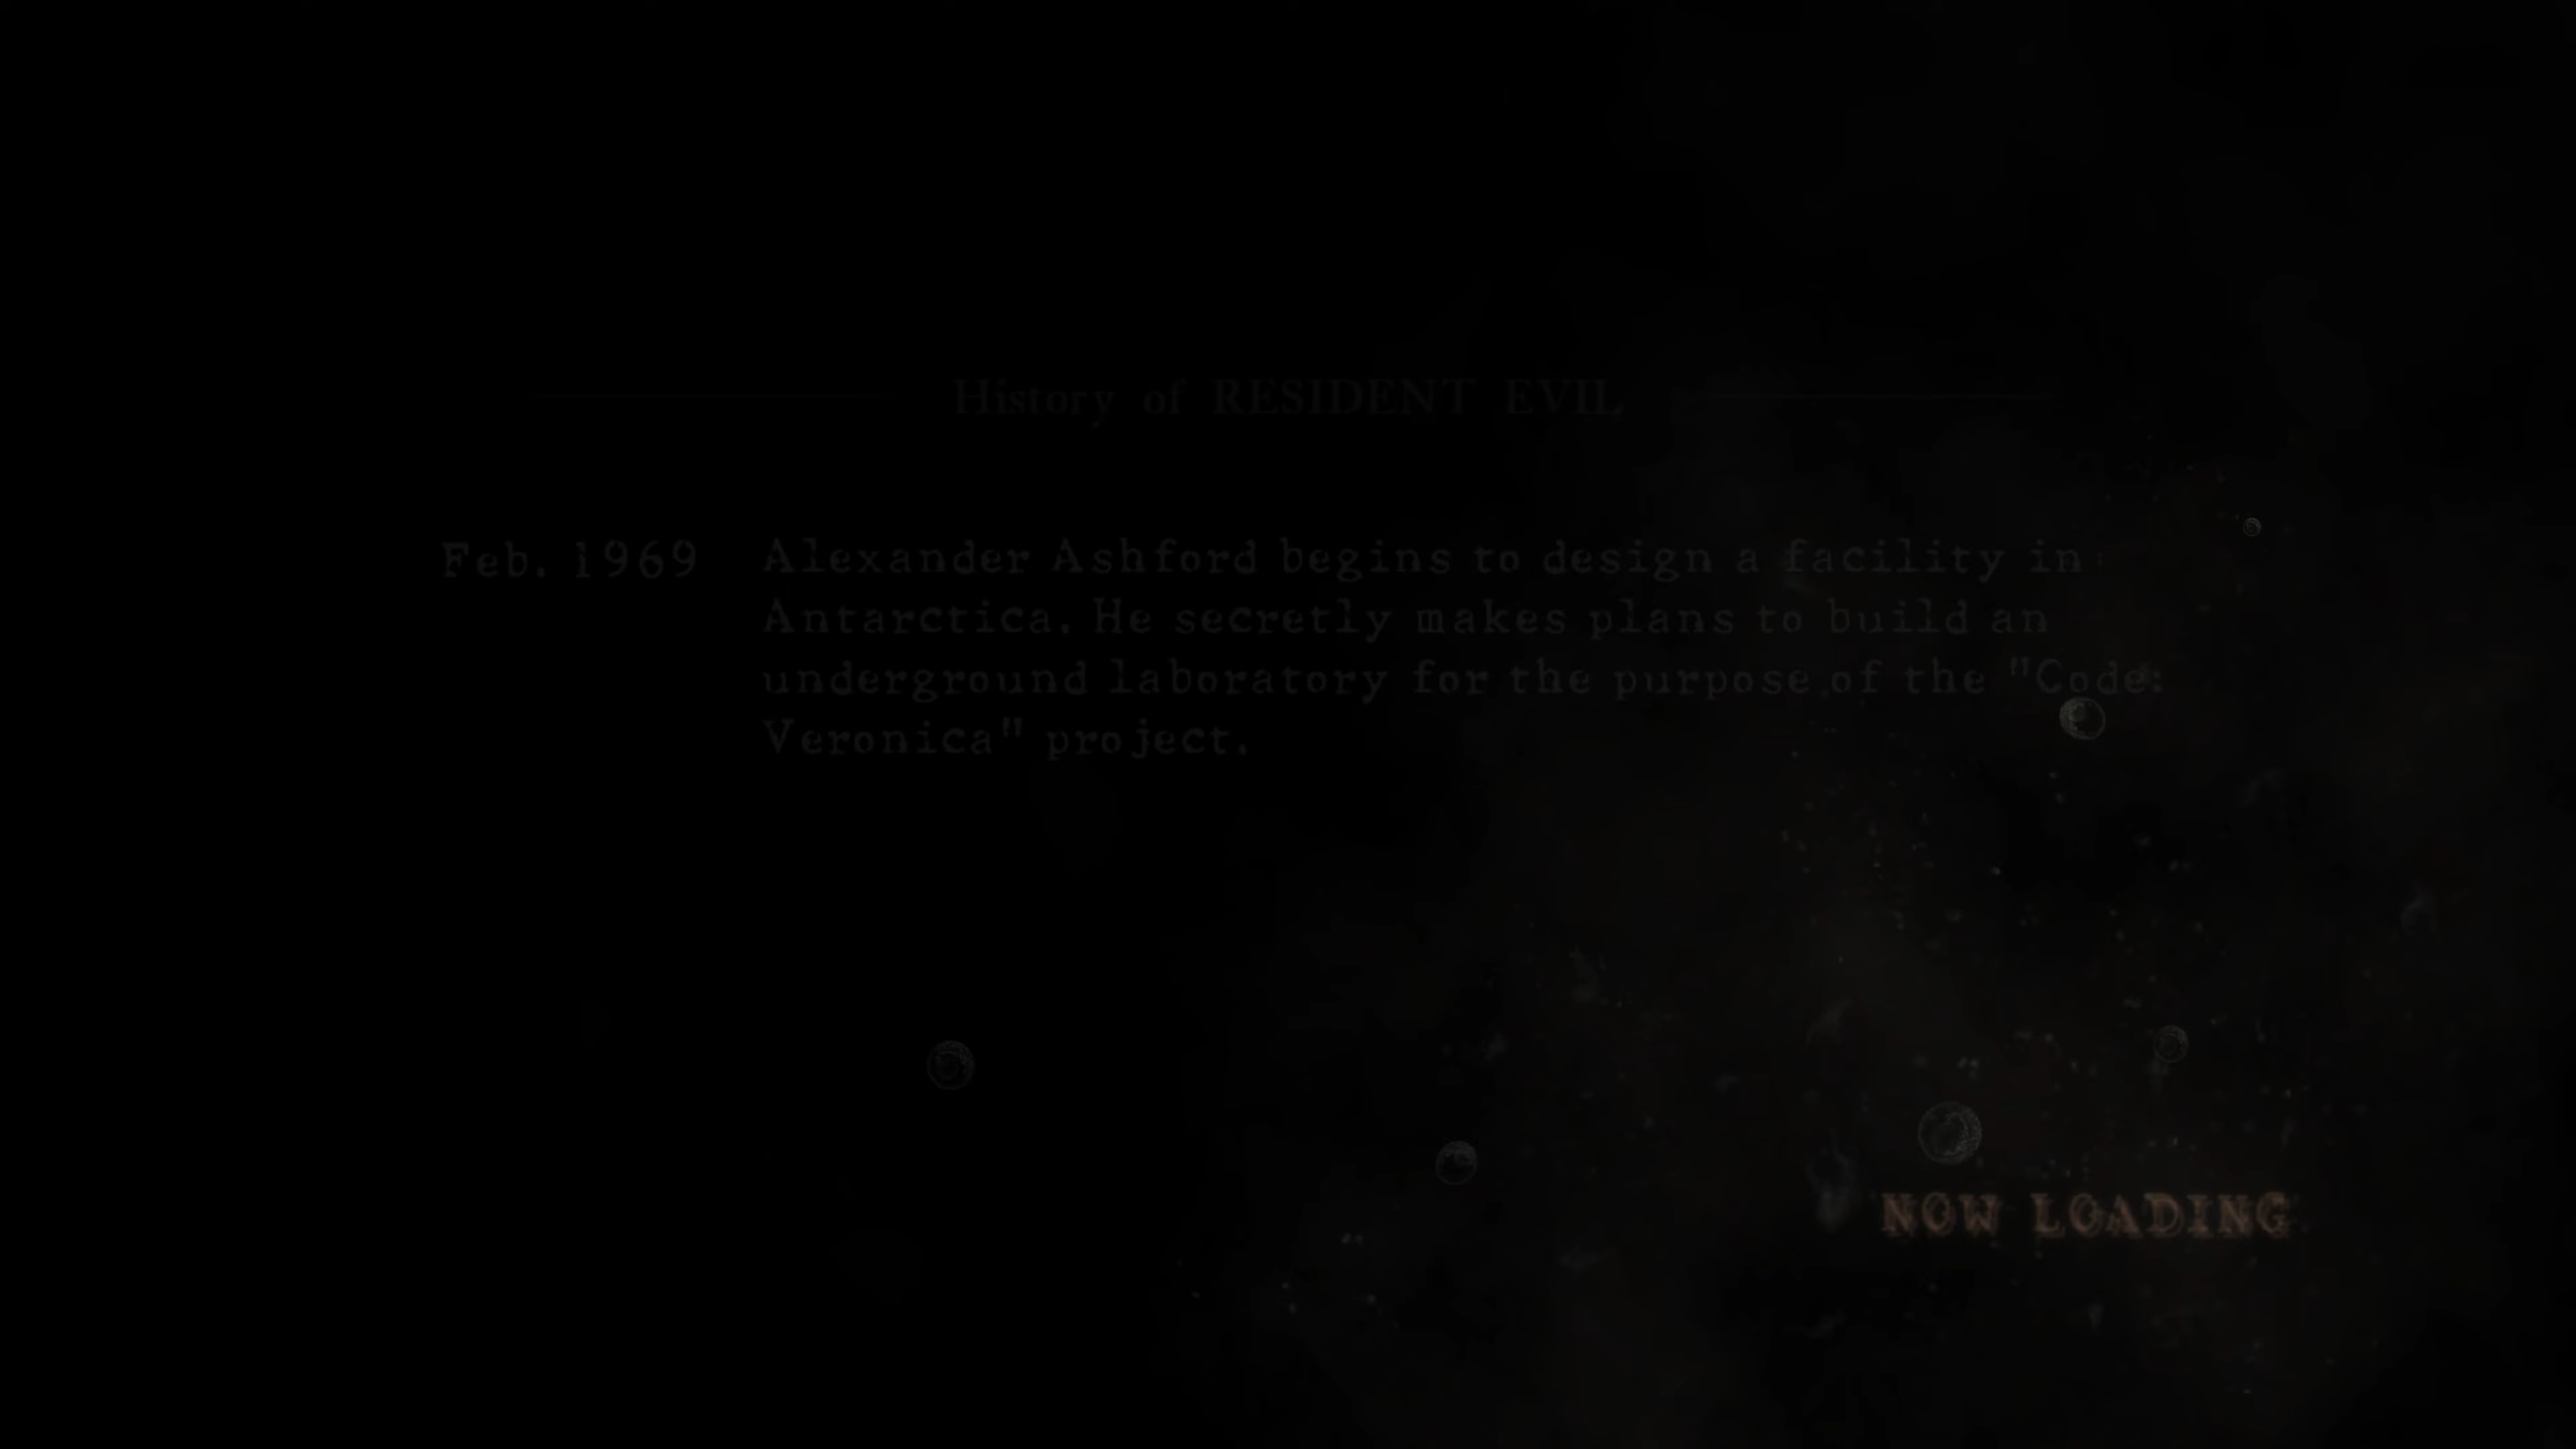 History of RESIDENT EVIL
Feb. 1969 Alexander Ashford begins to design a facility in
Antarctica. He secretly makes plans to build an
underground laboratory for the purpose of the "Code:
Veronica" project.
NOW LOADING